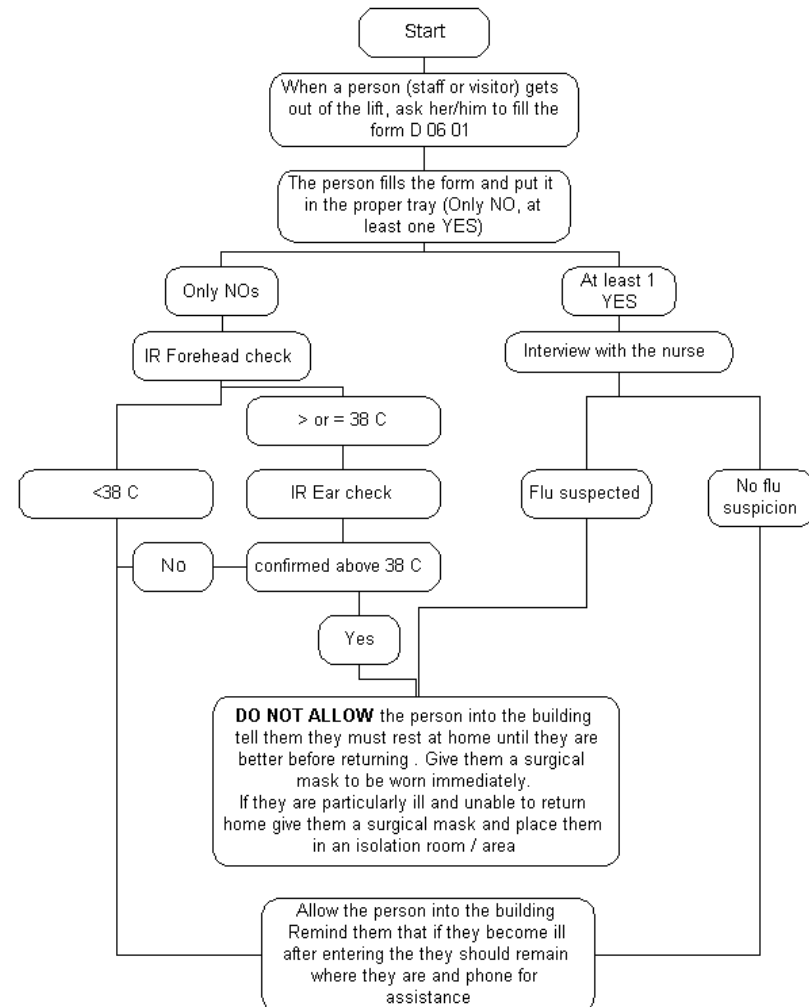 Start
When a person (staff or visitor) gets
out of the lift, ask her/him to fill the
form D 06 01
The person fills the form and put it
in the proper tray (Only NO, at
least one YES)
Only NOs
At least 1
YES
IR Forehead check
Interview with the nurse
> or = 38 C
<38 C
IR Ear check
Flu suspected
No flu
suspicion
No
confirmed above 38 C
Yes
DO NOT ALLOW the person into the building
tell them they must rest at home until they are
better before returning . Give them a surgical
mask to be worn immediately.
If they are particularly ill and unable to return
home give them a surgical mask and place them
in an isolation room / area
Allow the person into the building
Remind them that if they become ill
after entering the they should remain
where they are and phone for
assistance